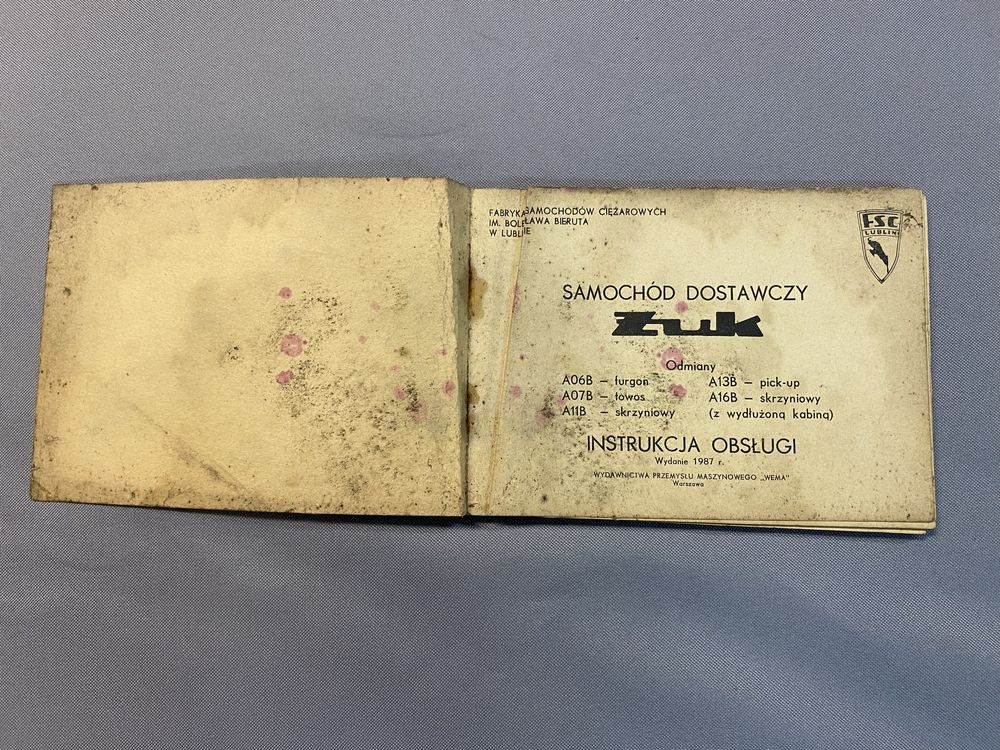 FABRYKA SAMOCHODÓW CIĘŻAROWYCH
IM. BOLESŁAWA BIERUTA
W LUBLINIE
FSC
LUBLIN
SAMOCHÓD DOSTAWCZY
Żuk
Odmiany
A06B – furgon
A07B – towos
A11B – skrzyniowy
A13B – pick-up
A16B – skrzyniowy
(z wydłużoną kabiną)
INSTRUKCJA OBSŁUGI
Wydanie 1987 r.
WYDAWNICTWA PRZEMYSŁU MASZYNOWEGO „WEMA"
Warszawa